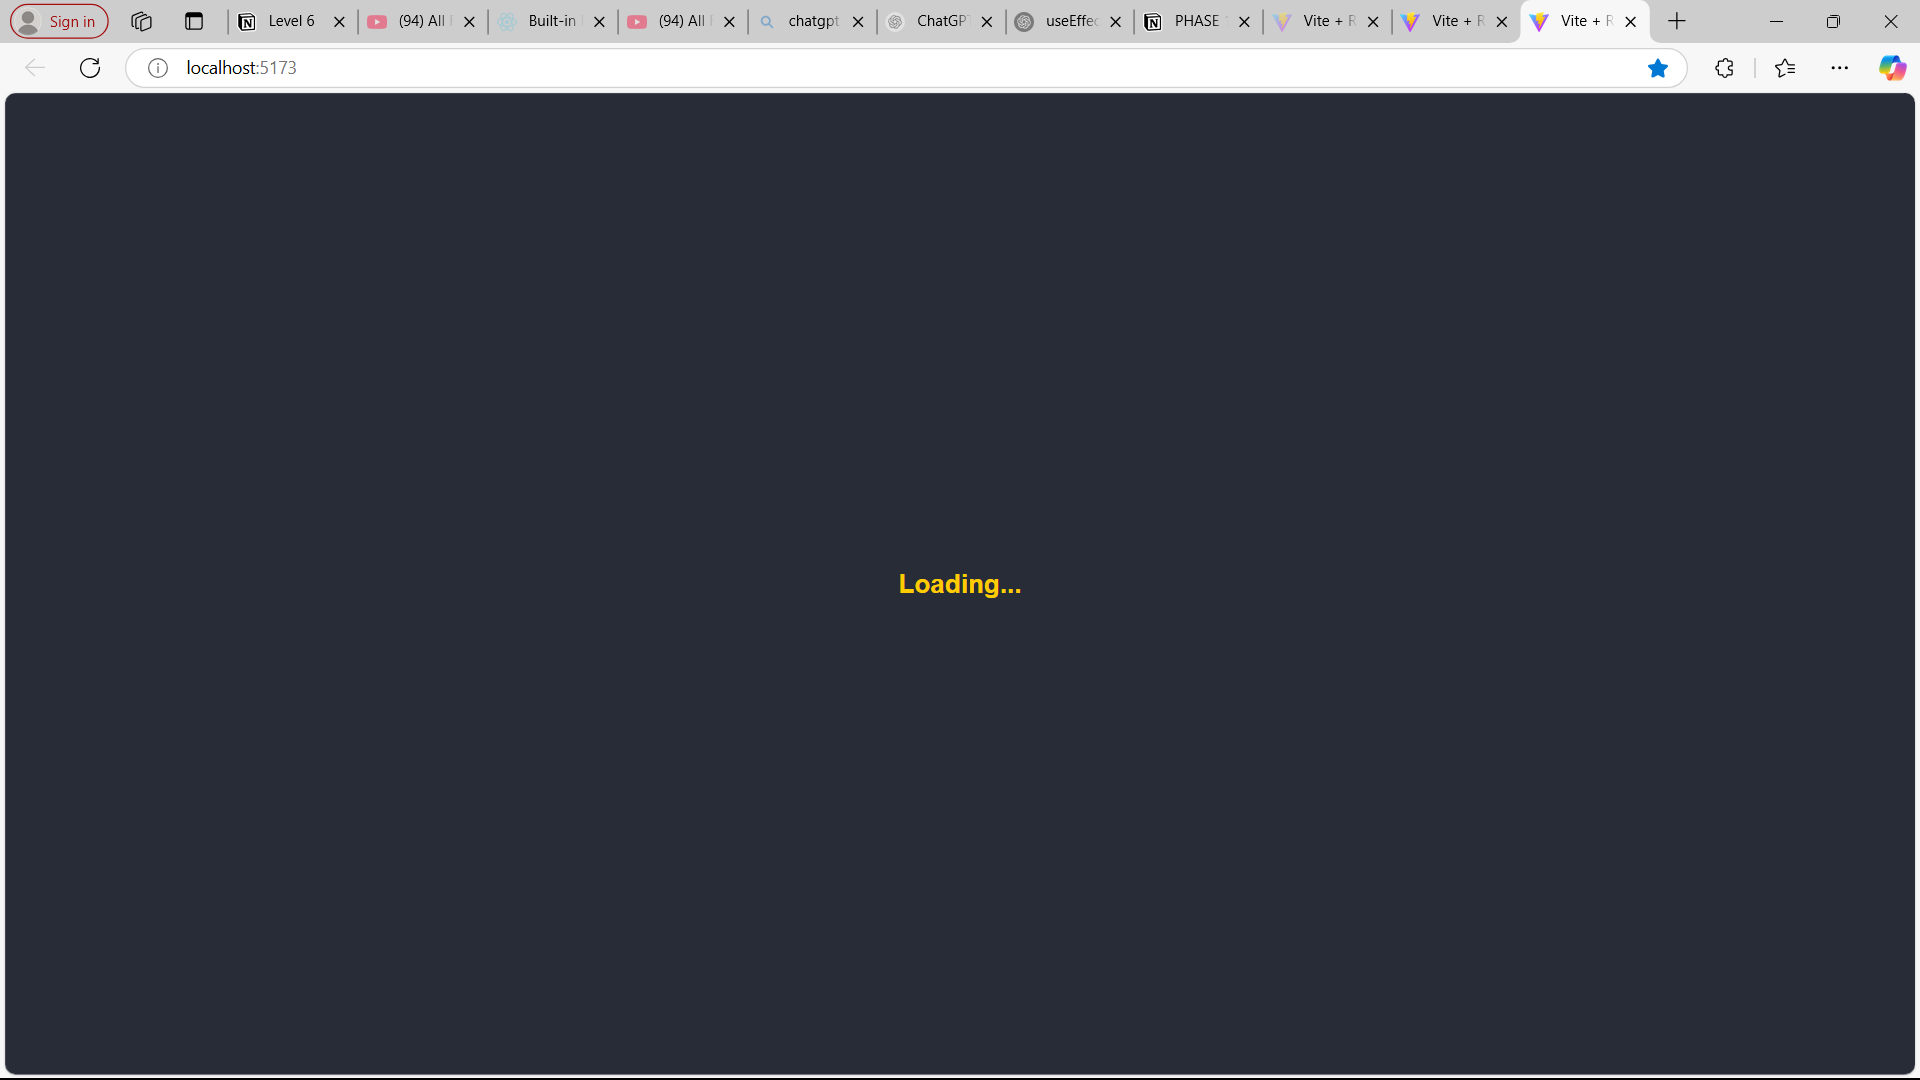 Sign in
Level 6
(94) All
Built-in
(94) All
chatgpt
ChatGP
useEffec
PHASE
Vite + R
Vite + R
Vite + R
localhost:5173
Loading...